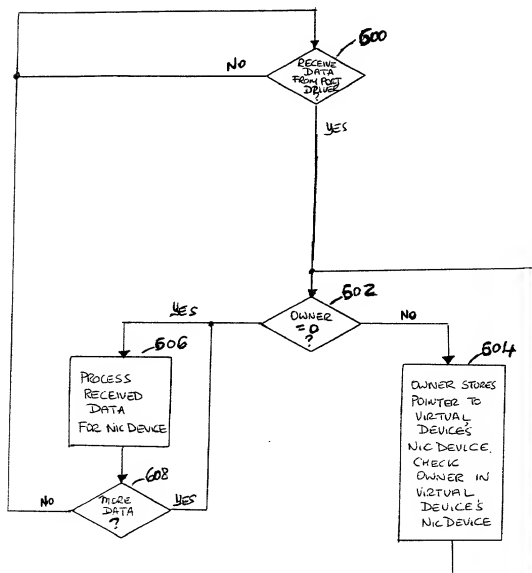 600
NO
RECEIVE
DATA
FROM PORT
DRIVER
?
YES
602
YES
OWNER
=0
?
NO
606
604
PROCESS
RECEIVED
DATA
FOR NIC DEVICE
OWNER STORES
POINTER TO
VIRTUAL
DEVICE'S
NIC DEVICE.
CHECK
OWNER IN
VIRTUAL
DEVICE'S
NIC DEVICE
608
NO
MORE
DATA
?
YES